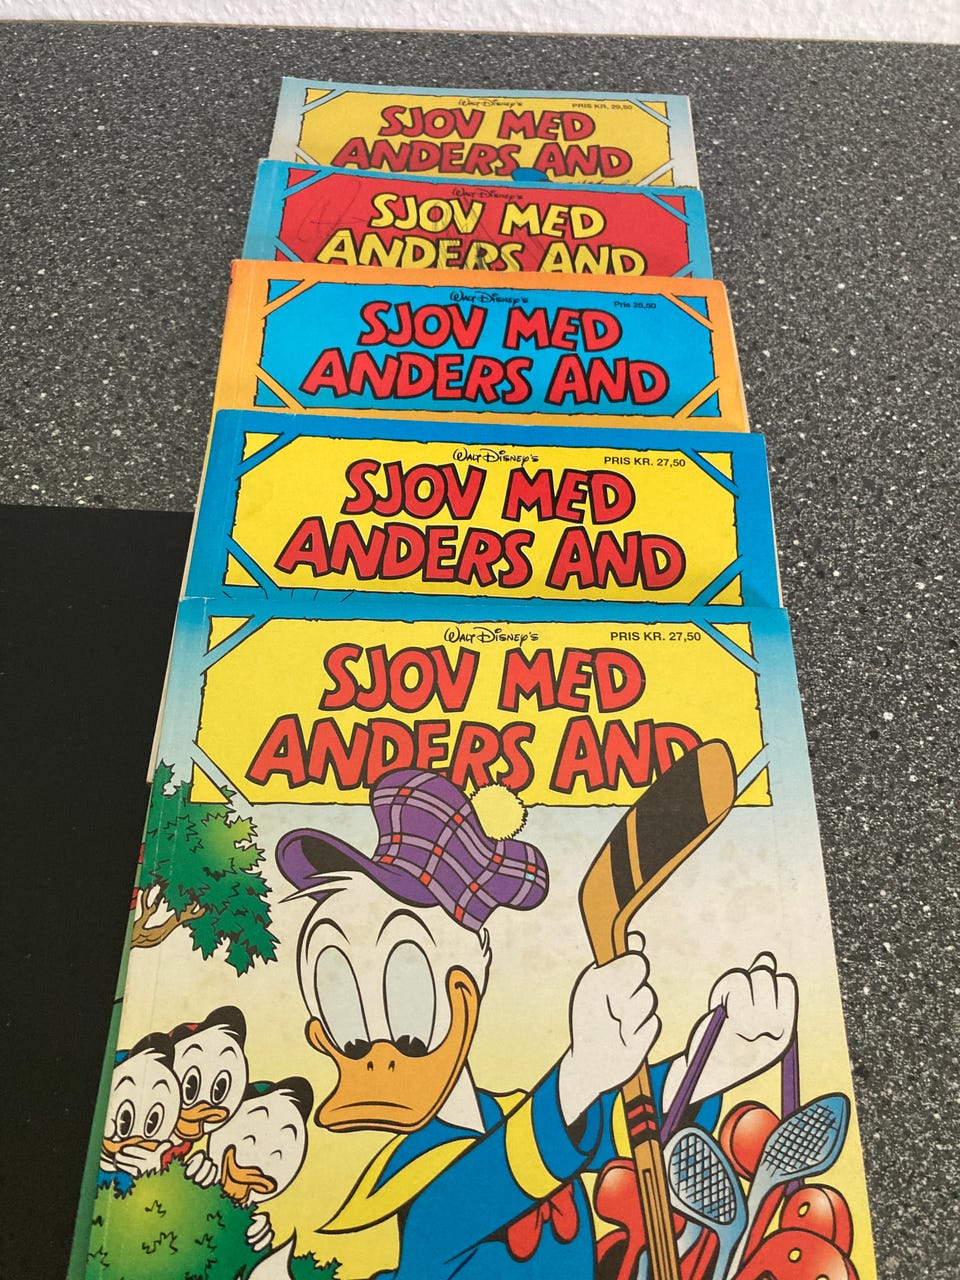 Walt Disney's
PRIS KR. 29,50
SJOV MED
ANDERS AND
Walt Disney's
SJOV MED
ANDERS AND
Walt Disney's
Pris 26,50
SJOV MED
ANDERS AND
Walt Disney's
PRIS KR. 27,50
SJOV MED
ANDERS AND
Walt Disney's
PRIS KR. 27,50
SJOV MED
ANDERS AND